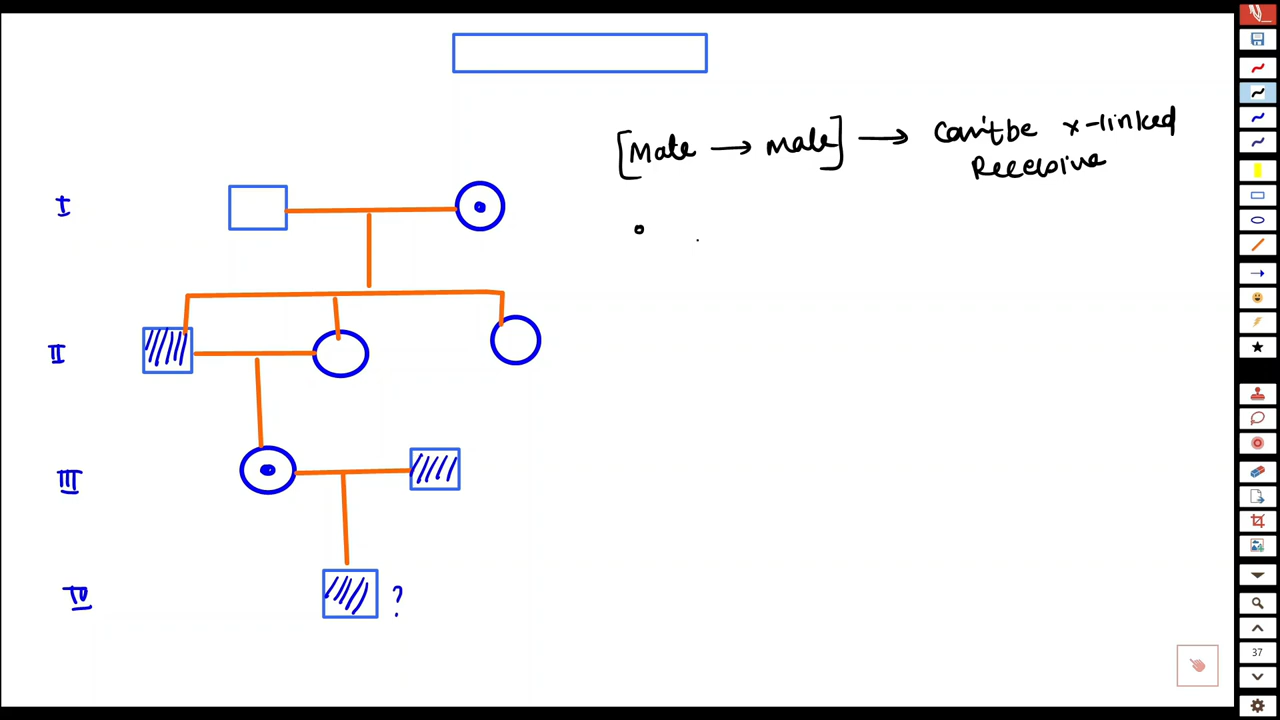 [Male → male] → Can't be x-linked
Recessive
I
II
III
IV
?
37